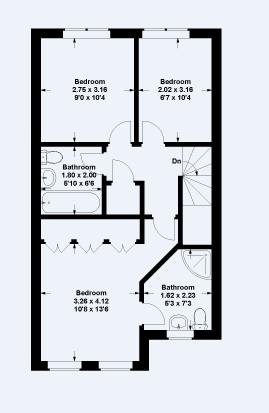 Bedroom
2.75 x 3.16
9'0 x 10'4
Bedroom
2.02 x 3.16
6'7 x 10'4
Bathroom
1.80 x 2.00
5'10 x 6'6
Dn
Bedroom
3.26 x 4.12
10'8 x 13'6
Bathroom
1.62 x 2.23
5'3 x 7'3